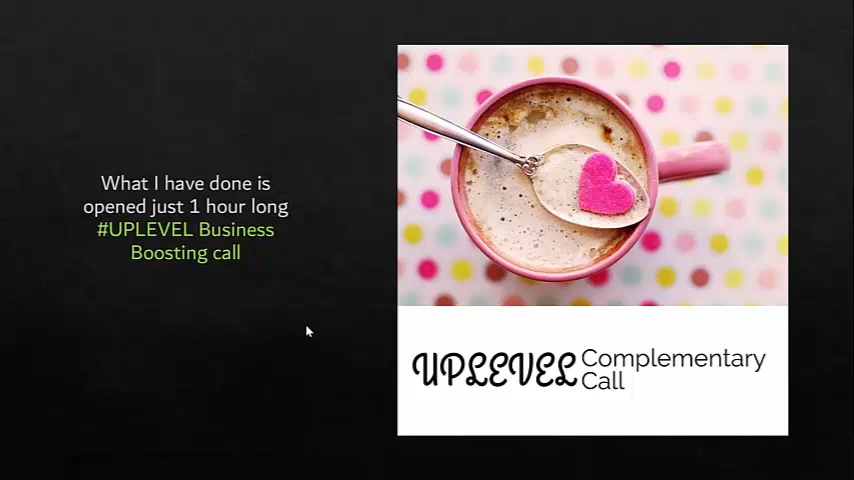 What I have done is
opened just 1 hour long
#UPLEVEL Business
Boosting call
UPLEVEL Complementary
Call